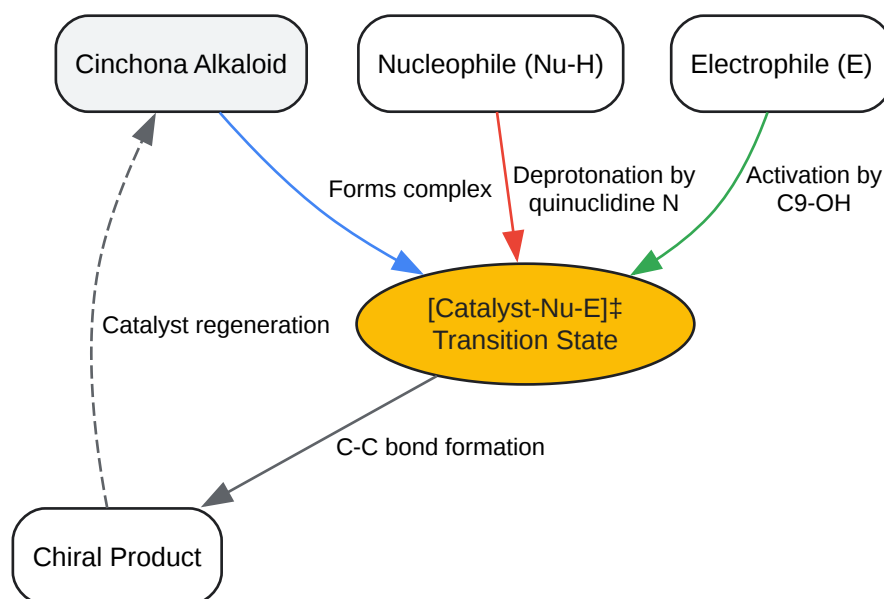 Cinchona Alkaloid
Nucleophile (Nu-H)
Electrophile (E)
Forms complex
Deprotonation by
quinuclidine N
Activation by
C9-OH
[Catalyst-Nu-E]‡
Transition State
Catalyst regeneration
C-C bond formation
Chiral Product